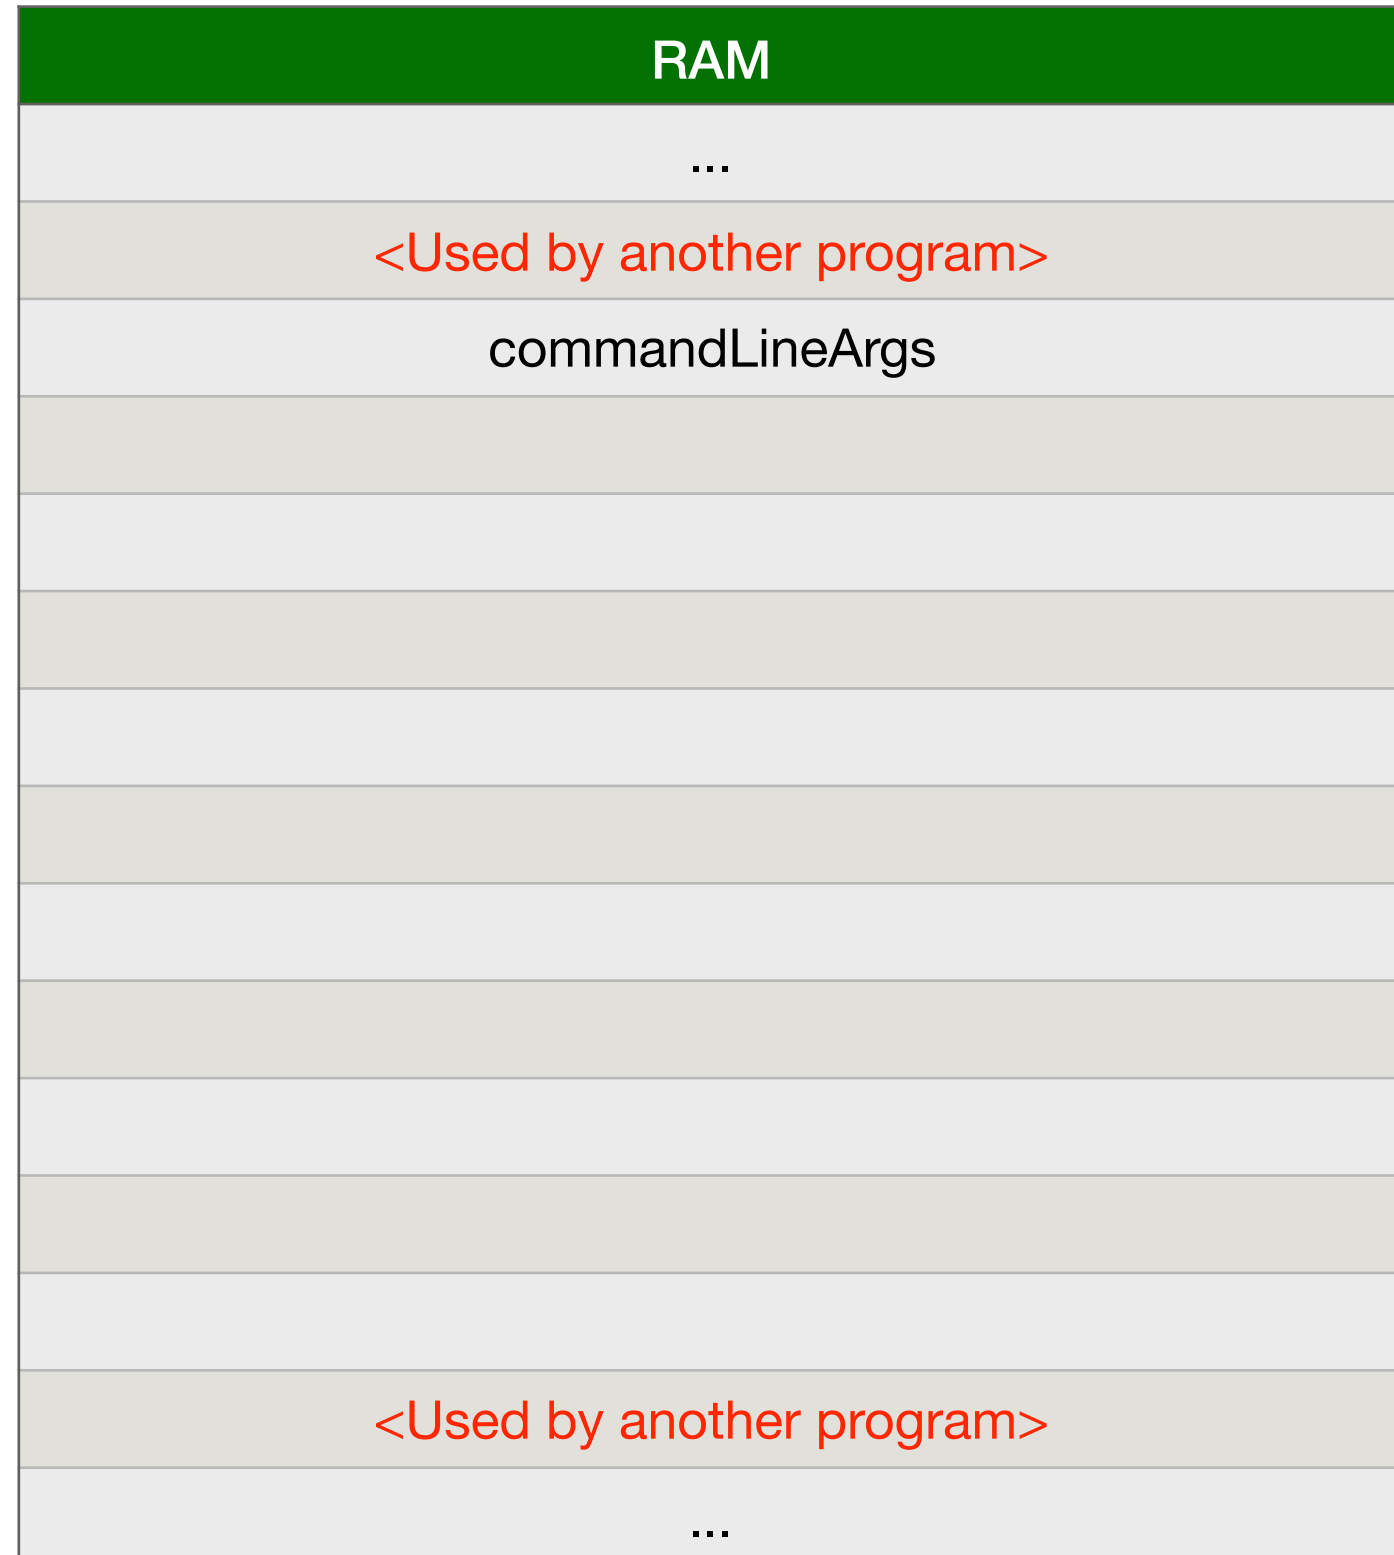 RAM
...
<Used by another program>
commandLineArgs
<Used by another program>
...